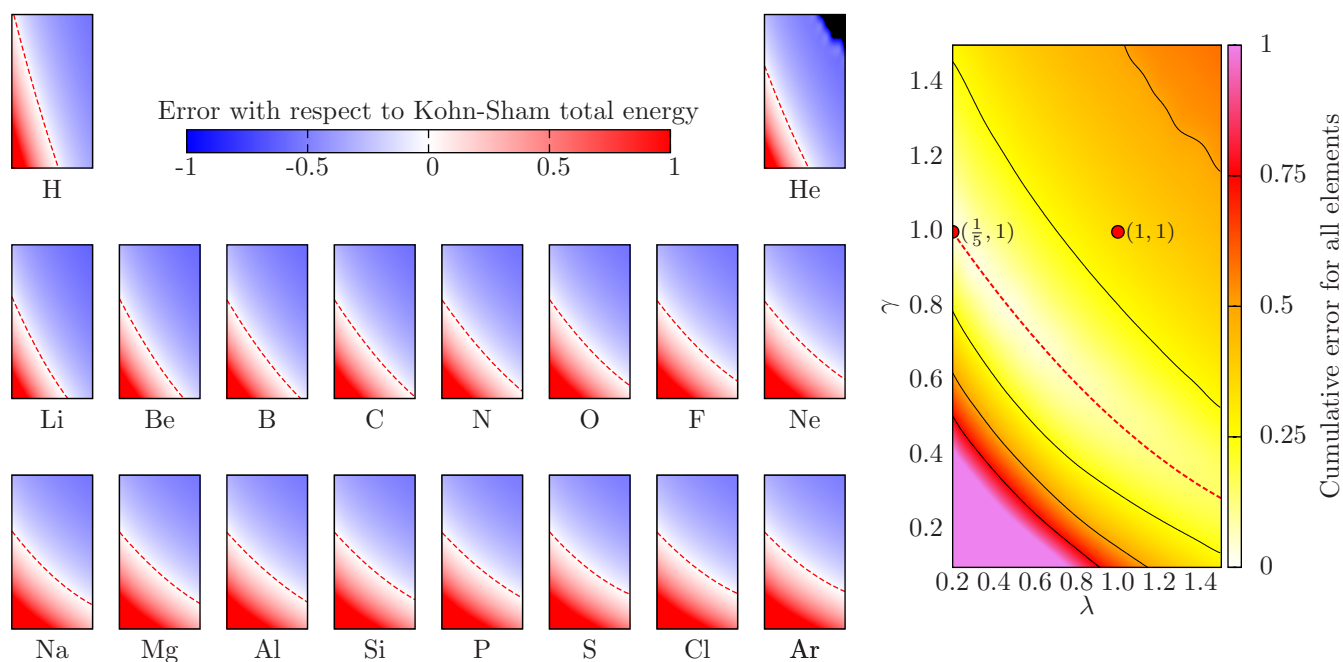 Error with respect to Kohn-Sham total energy
-1 -0.5 0 0.5 1
H He
Li Be B C N O F Ne
Na Mg Al Si P S Cl Ar
1.4
1.2
1.0
0.8
0.6
0.4
0.2
γ
(1/5, 1)
(1, 1)
0.2 0.4 0.6 0.8 1.0 1.2 1.4
λ
1
0.75
0.5
0.25
0
Cumulative error for all elements